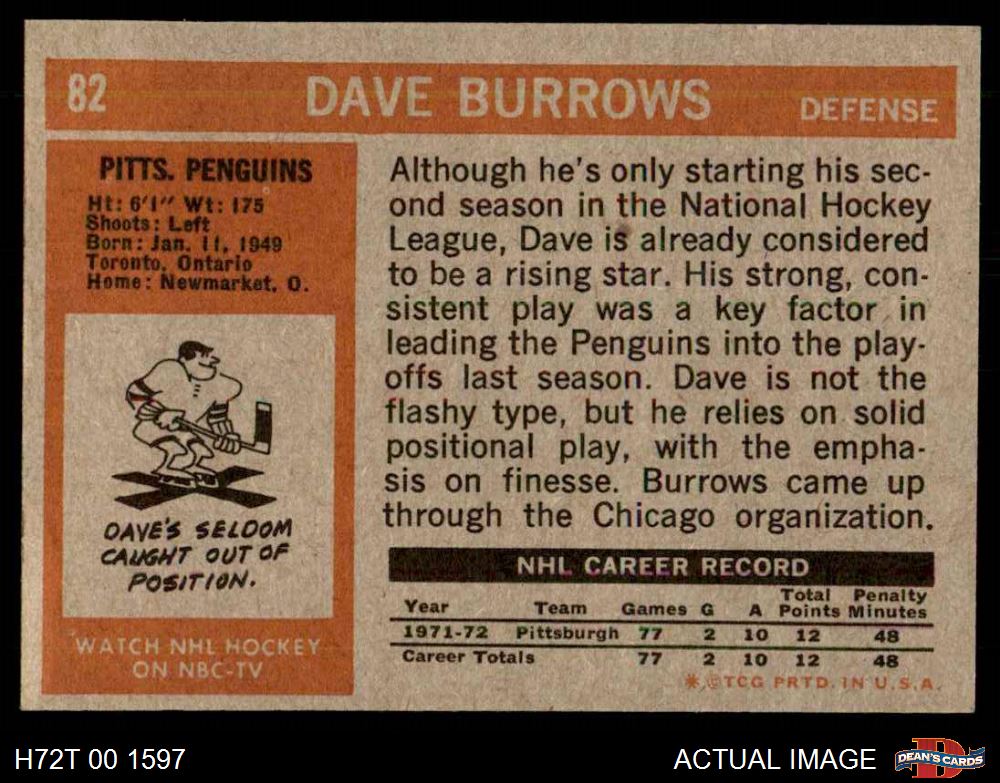 82 DAVE BURROWS DEFENSE
PITTS. PENGUINS
Ht: 6'1" Wt: 175
Shoots: Left
Born: Jan. 11, 1949
Toronto, Ontario
Home: Newmarket, O.
DAVE'S SELDOM
CAUGHT OUT OF
POSITION.
WATCH NHL HOCKEY
ON NBC-TV
Although he's only starting his sec-
ond season in the National Hockey
League, Dave is already considered
to be a rising star. His strong, con-
sistent play was a key factor in
leading the Penguins into the play-
offs last season. Dave is not the
flashy type, but he relies on solid
positional play, with the empha-
sis on finesse. Burrows came up
through the Chicago organization.
NHL CAREER RECORD
Year Team Games G A Total Points Penalty Minutes
1971-72 Pittsburgh 77 2 10 12 48
Career Totals 77 2 10 12 48
* © TCG PRTD. IN U.S.A.
H72T 00 1597 ACTUAL IMAGE DEAN'S CARDS